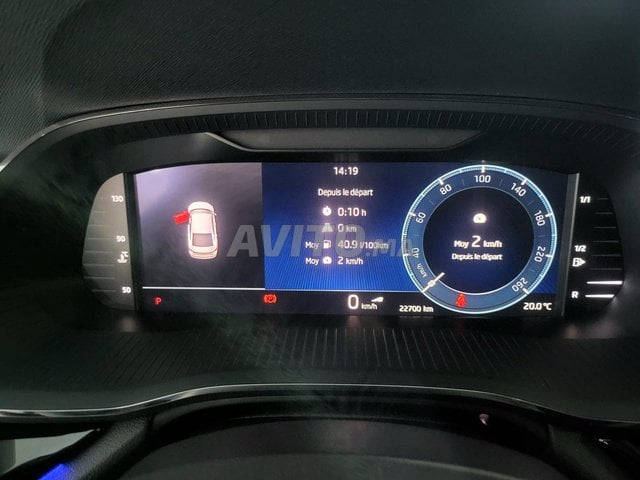 14:19
Depuis le départ
0:10 h
0 km
Moy 40.9 l/100km
Moy 2 km/h
130
90
50
40 60 80 100 140 180 220 260
km/h
Moy 2 km/h
Depuis le départ
1/1
1/2
R
P
0 km/h
22700 km
20.0 °C
AVITO.ma